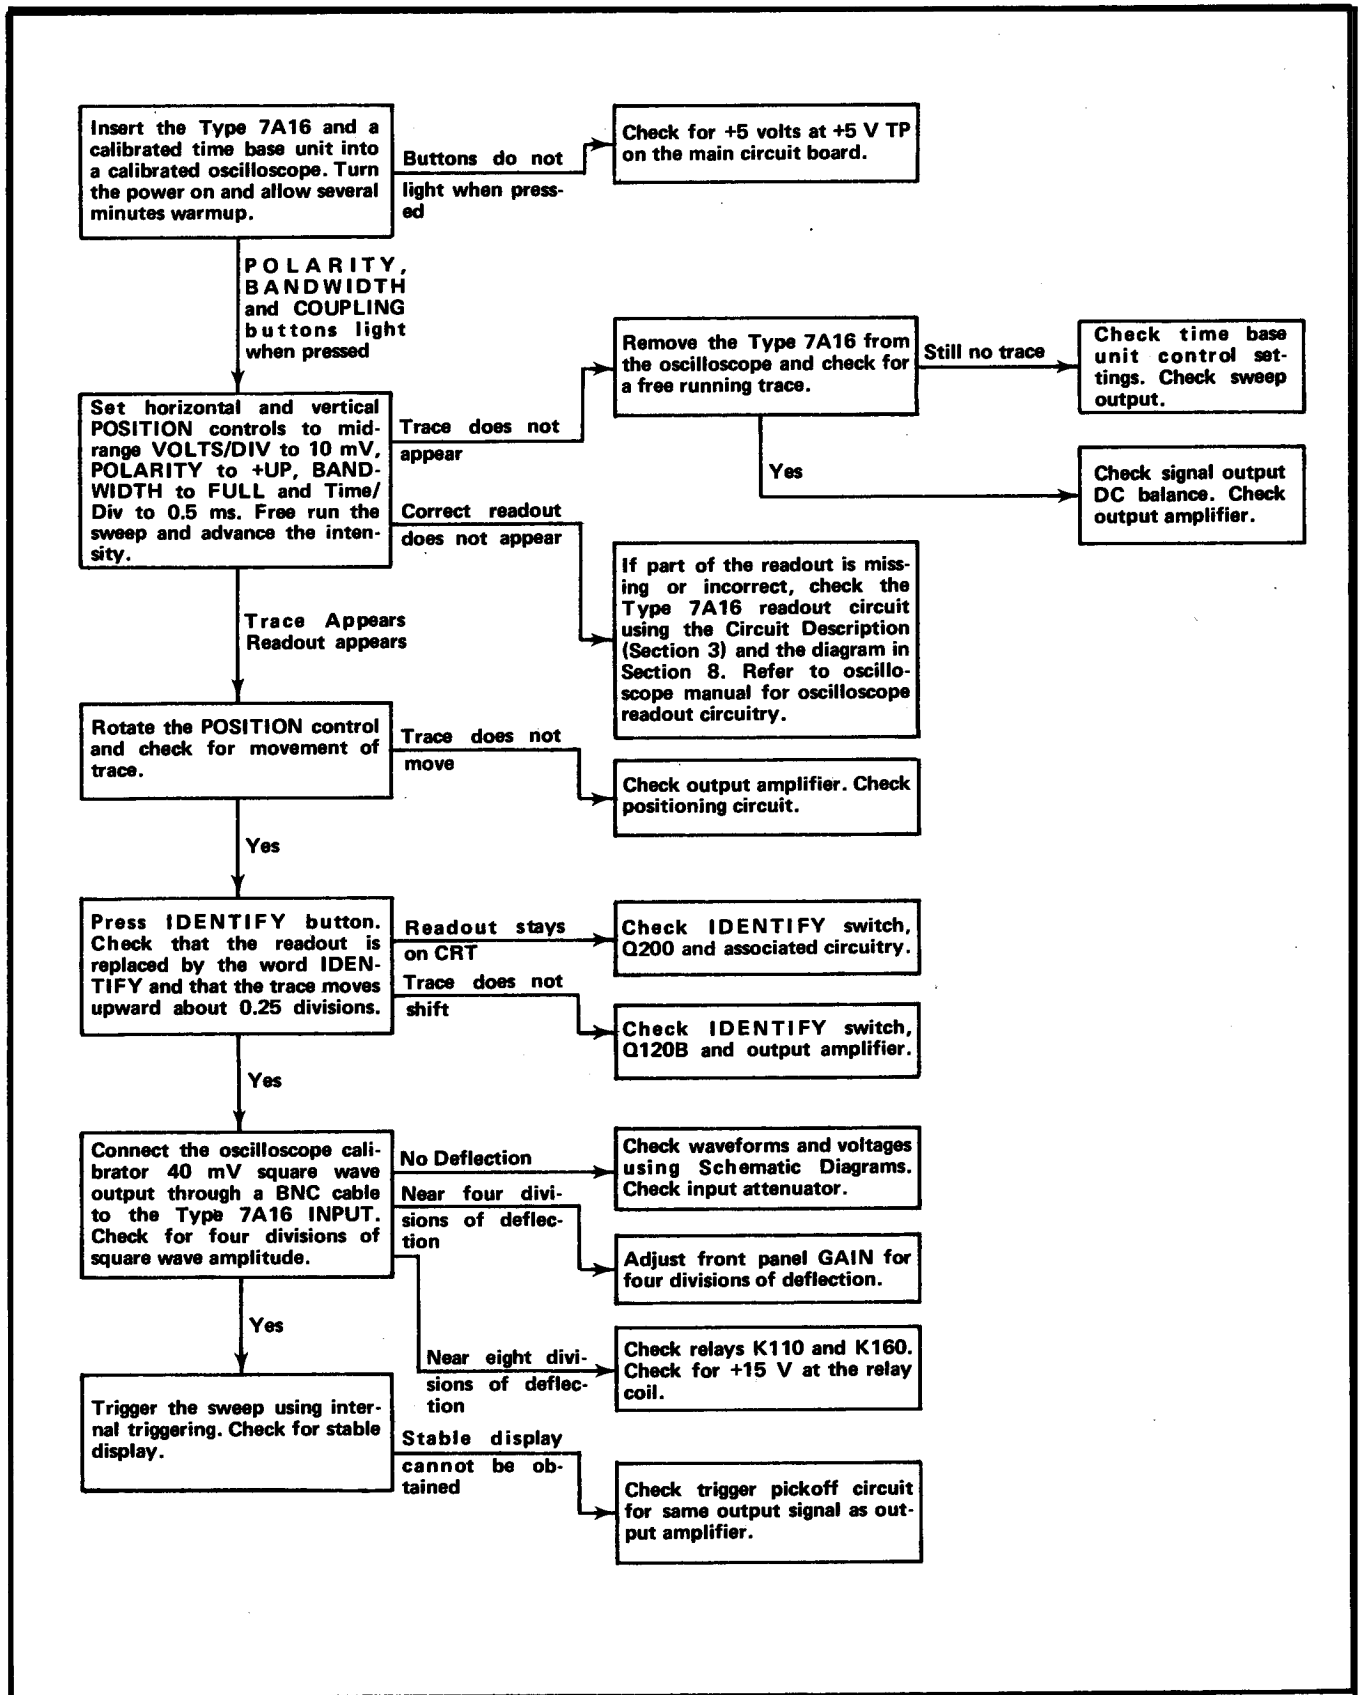 Insert the Type 7A16 and a
calibrated time base unit into
a calibrated oscilloscope. Turn
the power on and allow several
minutes warmup.
Buttons do not
light when press-
ed
Check for +5 volts at +5 V TP
on the main circuit board.
POLARITY,
BANDWIDTH
and COUPLING
buttons light
when pressed
Set horizontal and vertical
POSITION controls to mid-
range VOLTS/DIV to 10 mV,
POLARITY to +UP, BAND-
WIDTH to FULL and Time/
Div to 0.5 ms. Free run the
sweep and advance the inten-
sity.
Trace does not
appear
Remove the Type 7A16 from
the oscilloscope and check for
a free running trace.
Still no trace
Check time base
unit control set-
tings. Check sweep
output.
Yes
Check signal output
DC balance. Check
output amplifier.
Correct readout
does not appear
If part of the readout is miss-
ing or incorrect, check the
Type 7A16 readout circuit
using the Circuit Description
(Section 3) and the diagram in
Section 8. Refer to oscillo-
scope manual for oscilloscope
readout circuitry.
Trace Appears
Readout appears
Rotate the POSITION control
and check for movement of
trace.
Trace does not
move
Check output amplifier. Check
positioning circuit.
Yes
Press IDENTIFY button.
Check that the readout is
replaced by the word IDEN-
TIFY and that the trace moves
upward about 0.25 divisions.
Readout stays
on CRT
Check IDENTIFY switch,
Q200 and associated circuitry.
Trace does not
shift
Check IDENTIFY switch,
Q120B and output amplifier.
Yes
Connect the oscilloscope cali-
brator 40 mV square wave
output through a BNC cable
to the Type 7A16 INPUT.
Check for four divisions of
square wave amplitude.
No Deflection
Check waveforms and voltages
using Schematic Diagrams.
Check input attenuator.
Near four divi-
sions of deflec-
tion
Adjust front panel GAIN for
four divisions of deflection.
Near eight divi-
sions of deflec-
tion
Check relays K110 and K160.
Check for +15 V at the relay
coil.
Yes
Trigger the sweep using inter-
nal triggering. Check for stable
display.
Stable display
cannot be ob-
tained
Check trigger pickoff circuit
for same output signal as out-
put amplifier.